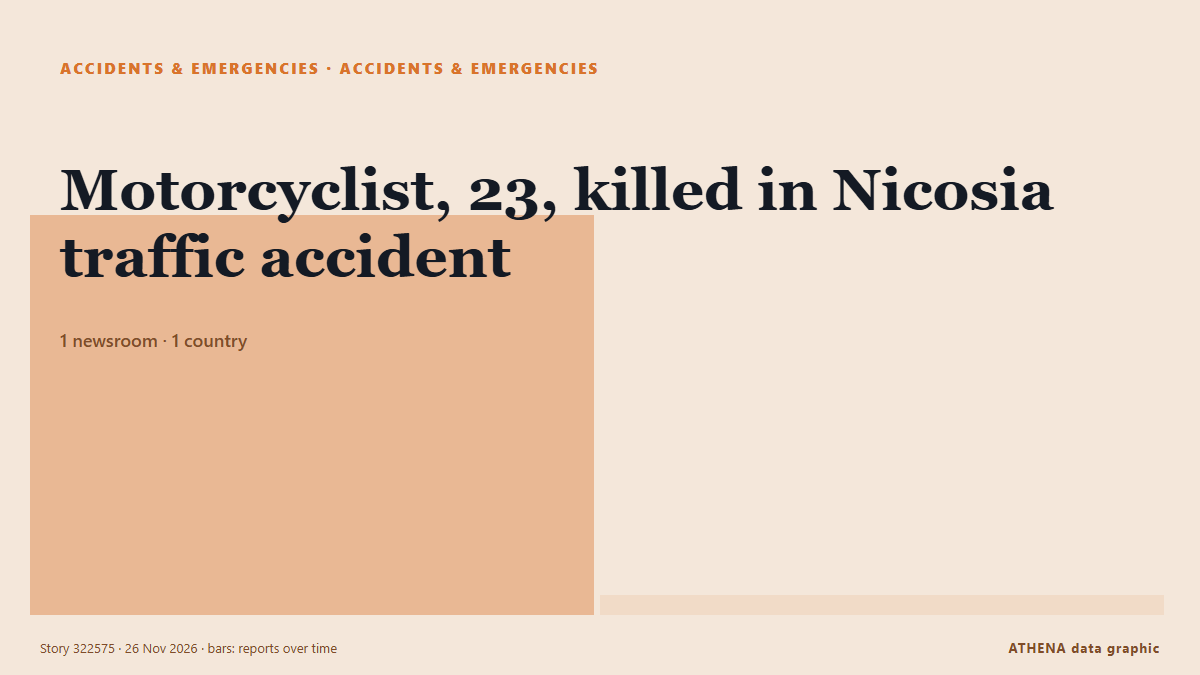 ACCIDENTS & EMERGENCIES · ACCIDENTS & EMERGENCIES
Motorcyclist, 23, killed in Nicosia
traffic accident
1 newsroom · 1 country
Story 322575 · 26 Nov 2026 · bars: reports over time
ATHENA data graphic